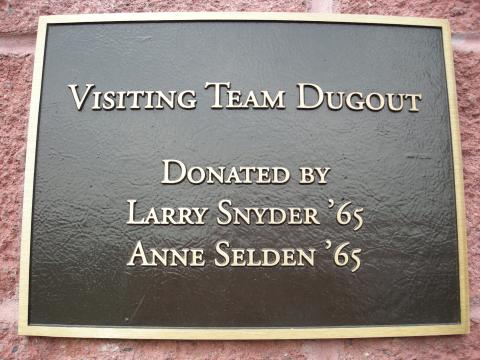 Visiting Team Dugout
Donated by
Larry Snyder ’65
Anne Selden ’65